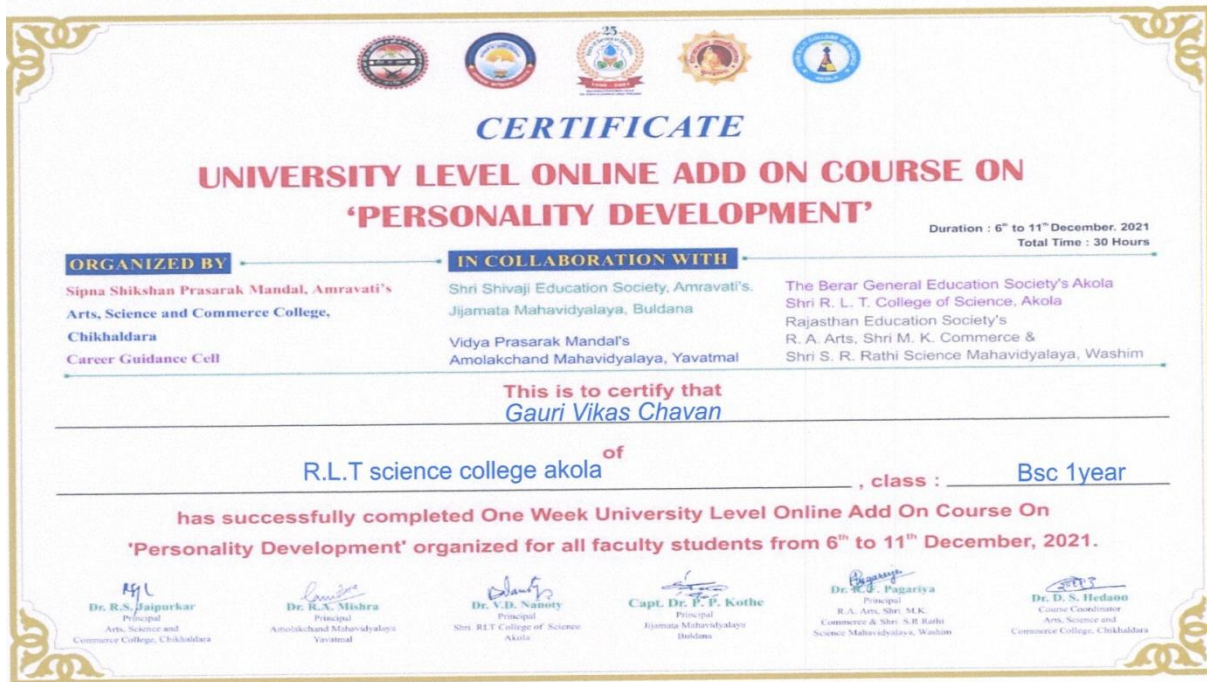 25
CERTIFICATE
UNIVERSITY LEVEL ONLINE ADD ON COURSE ON
‘PERSONALITY DEVELOPMENT’
Duration : 6th to 11th December. 2021
Total Time : 30 Hours
ORGANIZED BY
Sipna Shikshan Prasarak Mandal, Amravati's
Arts, Science and Commerce College,
Chikhaldara
Career Guidance Cell
IN COLLABORATION WITH
Shri Shivaji Education Society, Amravati's.
Jijamata Mahavidyalaya, Buldana
Vidya Prasarak Mandal's
Amolakchand Mahavidyalaya, Yavatmal
The Berar General Education Society's Akola
Shri R. L. T. College of Science, Akola
Rajasthan Education Society's
R. A. Arts, Shri M. K. Commerce &
Shri S. R. Rathi Science Mahavidyalaya, Washim
This is to certify that
Gauri Vikas Chavan
of
R.L.T science college akola , class : Bsc 1year
has successfully completed One Week University Level Online Add On Course On
'Personality Development' organized for all faculty students from 6th to 11th December, 2021.
Dr. R.S. Jaipurkar
Principal
Arts, Science and
Commerce College, Chikhaldara
Dr. R.A. Mishra
Principal
Amolakchand Mahavidyalaya
Yavatmal
Dr. V.D. Nanoty
Principal
Shri. RLT College of Science
Akola
Capt. Dr. P. P. Kothe
Principal
Jijamata Mahavidyalaya
Buldana
Dr. Pagariya
Principal
R.A. Arts, Shri. M.K.
Commerce & Shri. S.R Rathi
Science Mahavidyalaya, Washim
Dr. D. S. Hedaoo
Course Coordinator
Arts, Science and
Commerce College, Chikhaldara